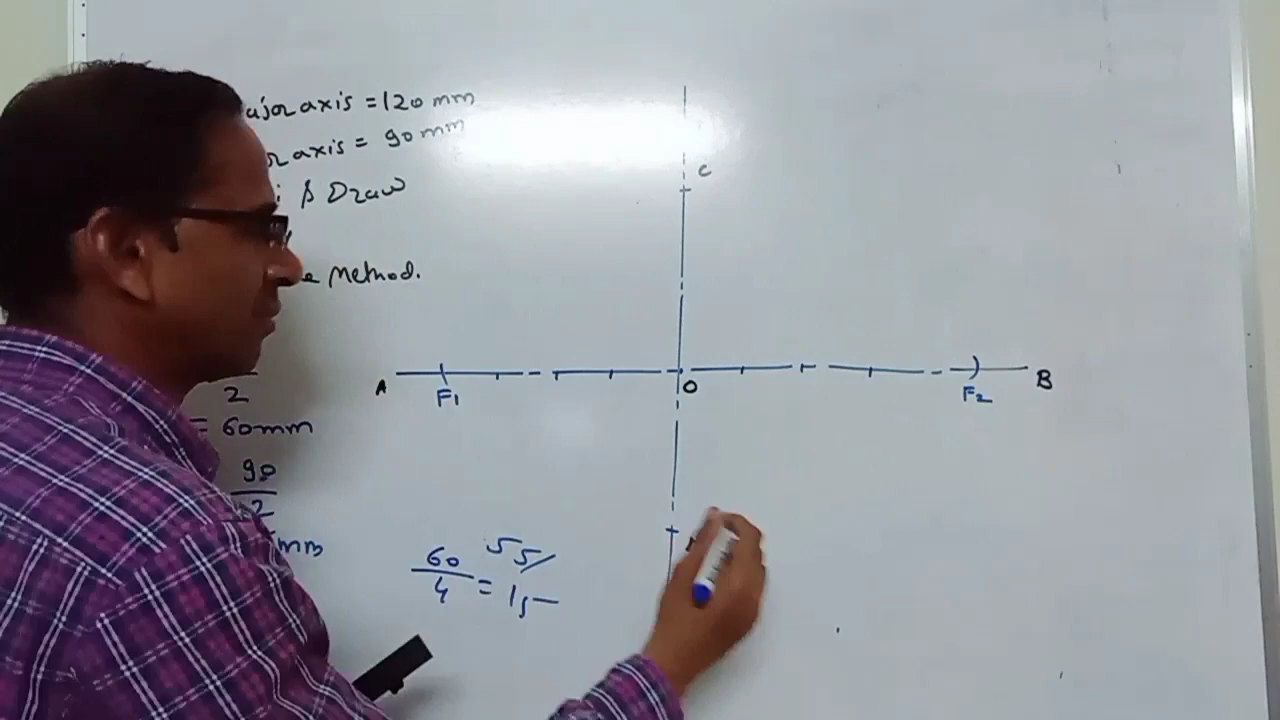 ajor axis = 120 mm
or axis = 90 mm
& Draw
e Method.
C
A
O
B
F1
F2
2
= 60mm
90
2
mm
60
4
= 15
55/